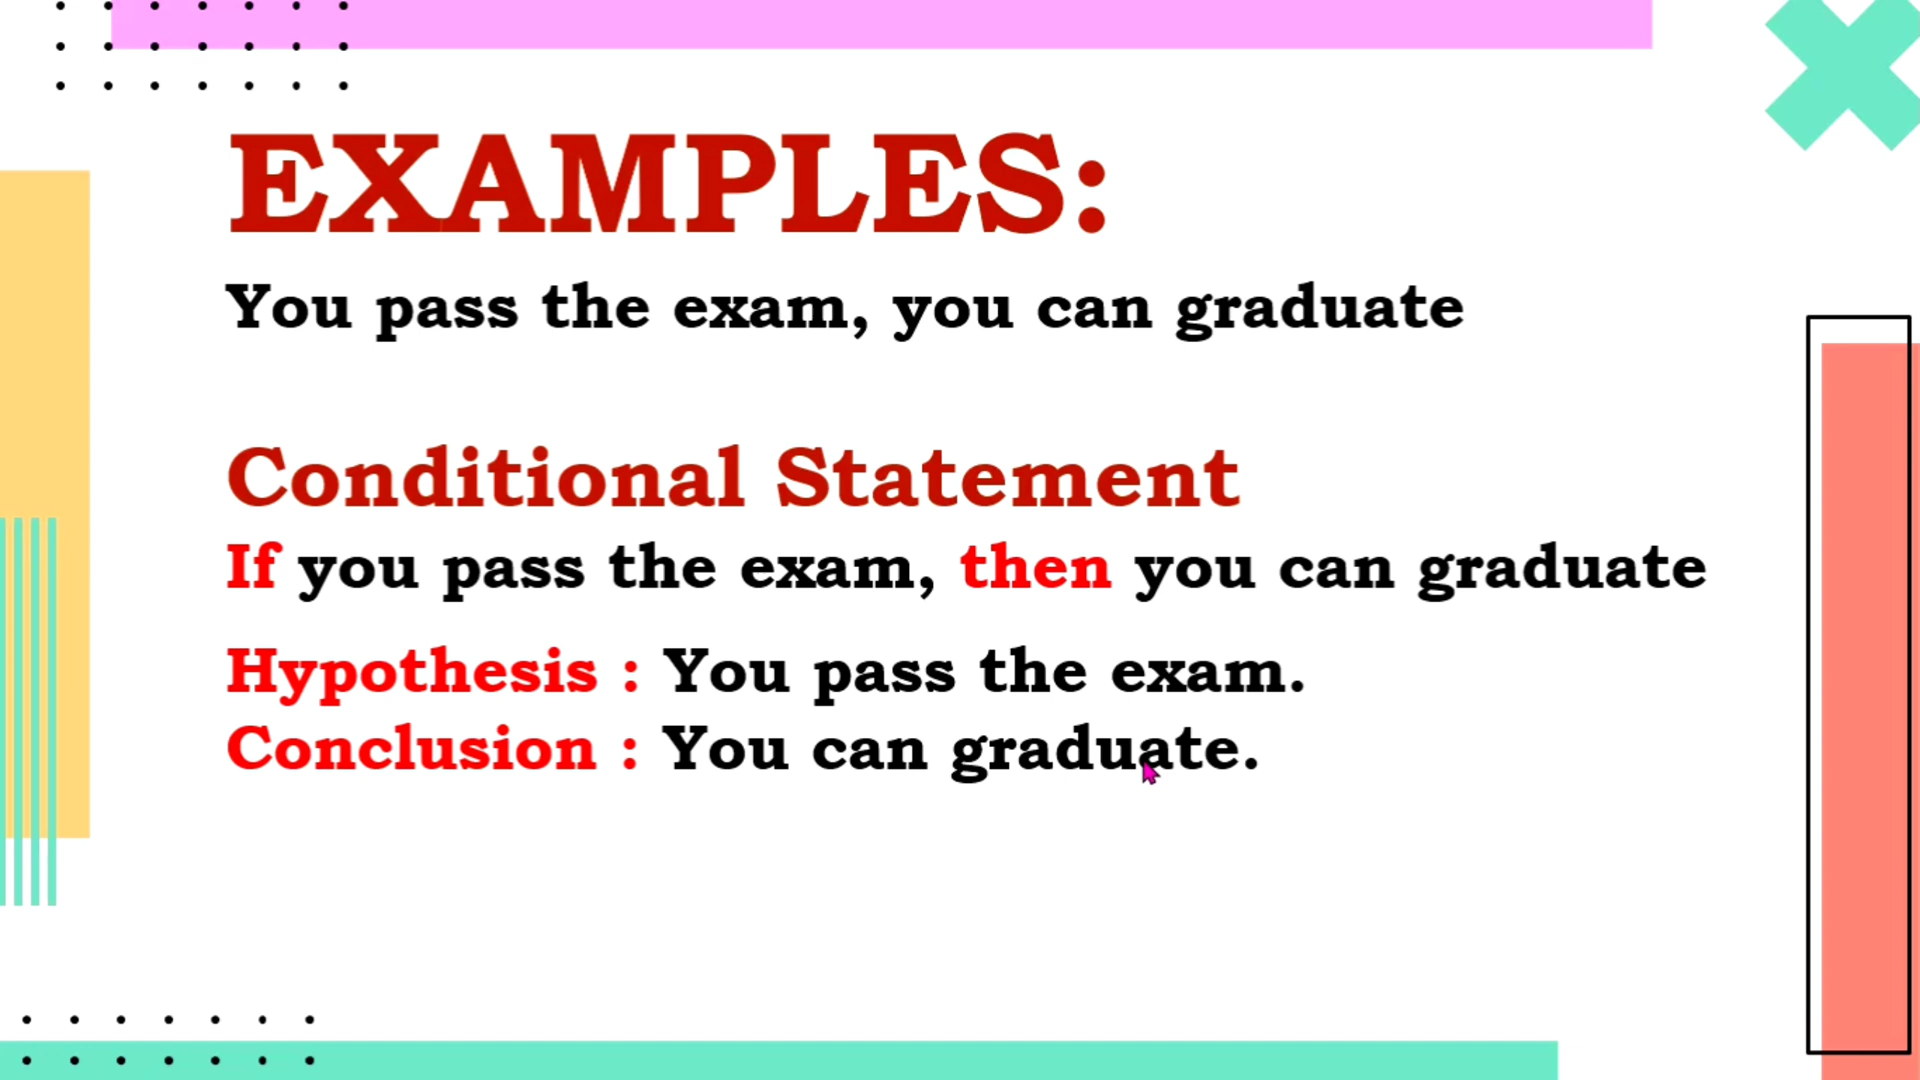 EXAMPLES:
You pass the exam, you can graduate
Conditional Statement
If you pass the exam, then you can graduate
Hypothesis : You pass the exam.
Conclusion : You can graduate.